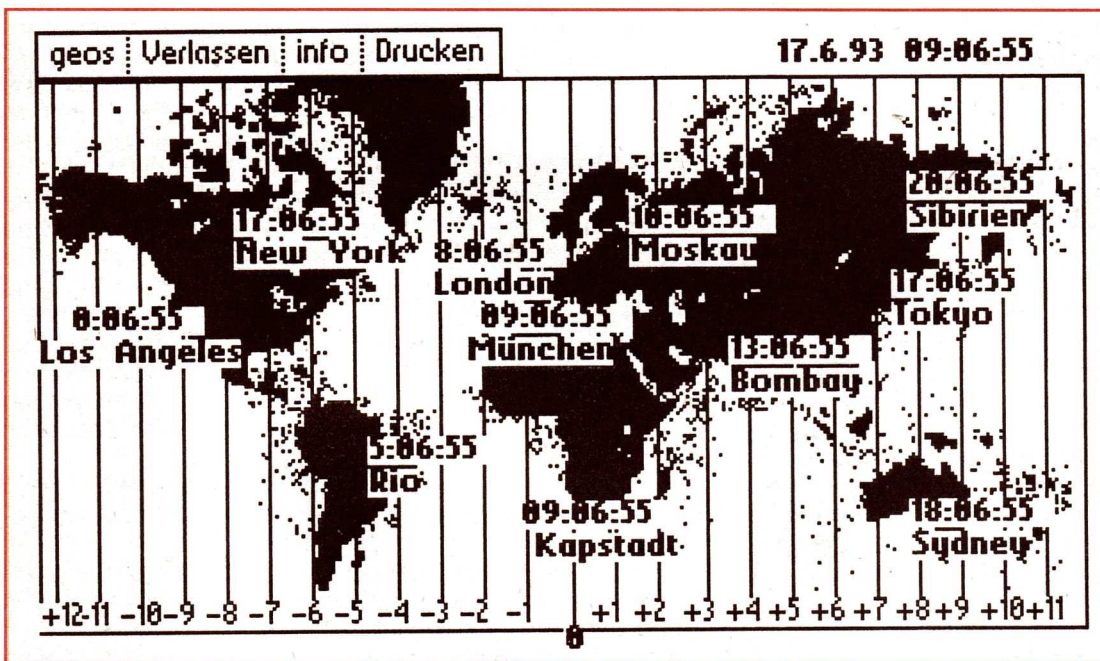 geos Verlassen info Drucken
17.6.93 09:06:55
20:06:55
Sibirien
17:06:55
New York
10:06:55
Moskau
8:06:55
London
17:06:55
Tokyo
0:06:55
Los Angeles
09:06:55
München
13:06:55
Bombay
5:06:55
Rio
09:06:55
Kapstadt
18:06:55
Sydney
+12 -11 -10 -9 -8 -7 -6 -5 -4 -3 -2 -1 +1 +2 +3 +4 +5 +6 +7 +8 +9 +10 +11
0